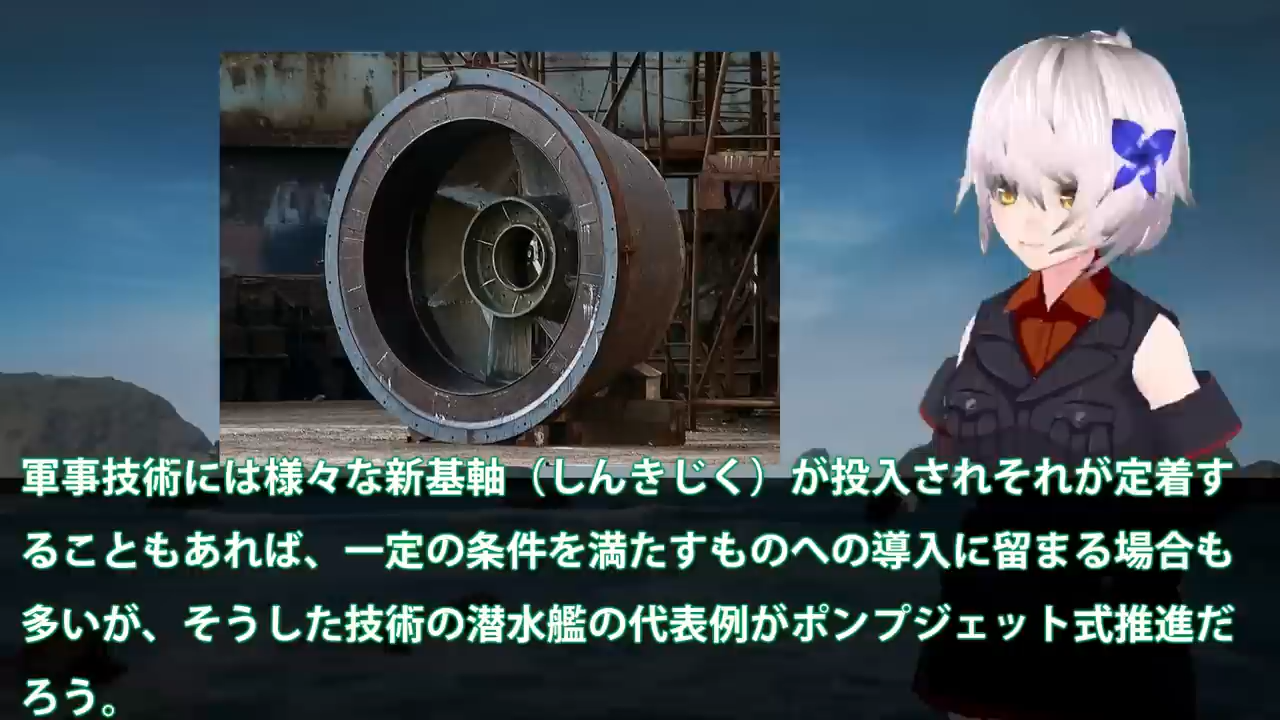 軍事技術には様々な新基軸（しんきじく）が投入されそれが定着す
ることもあれば、一定の条件を満たすものへの導入に留まる場合も
多いが、そうした技術の潜水艦の代表例がポンプジェット式推進だ
ろう。